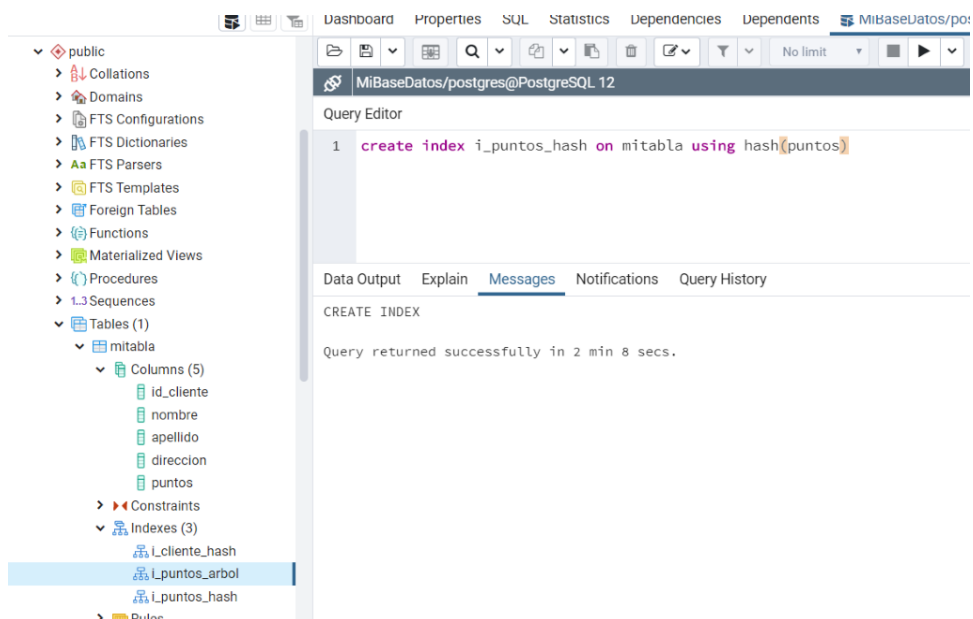 Dashboard Properties SQL Statistics Dependencies Dependents MiBaseDatos/pos
public
Collations
Domains
FTS Configurations
FTS Dictionaries
Aa FTS Parsers
FTS Templates
Foreign Tables
Functions
Materialized Views
Procedures
1..3 Sequences
Tables (1)
mitabla
Columns (5)
id_cliente
nombre
apellido
direccion
puntos
Constraints
Indexes (3)
i_cliente_hash
i_puntos_arbol
i_puntos_hash
Rules
No limit
MiBaseDatos/postgres@PostgreSQL 12
Query Editor
1 create index i_puntos_hash on mitabla using hash(puntos)
Data Output Explain Messages Notifications Query History
CREATE INDEX
Query returned successfully in 2 min 8 secs.